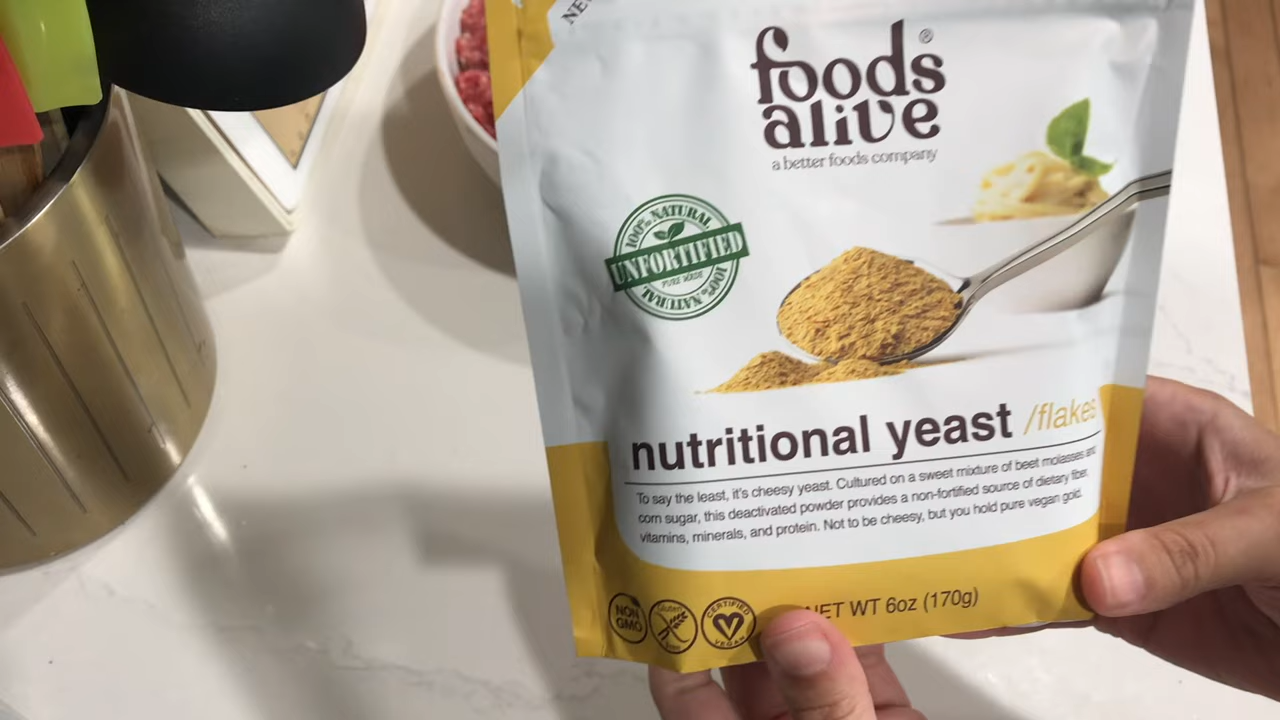 foods®
alive
a better foods company
100% NATURAL
UNFORTIFIED
PURE MADE
100% NATURAL
nutritional yeast /flakes
To say the least, it's cheesy yeast. Cultured on a sweet mixture of beet molasses and
corn sugar, this deactivated powder provides a non-fortified source of dietary fiber,
vitamins, minerals, and protein. Not to be cheesy, but you hold pure vegan gold.
NON
GMO
Gluten
CERTIFIED
VEGAN
NET WT 6oz (170g)